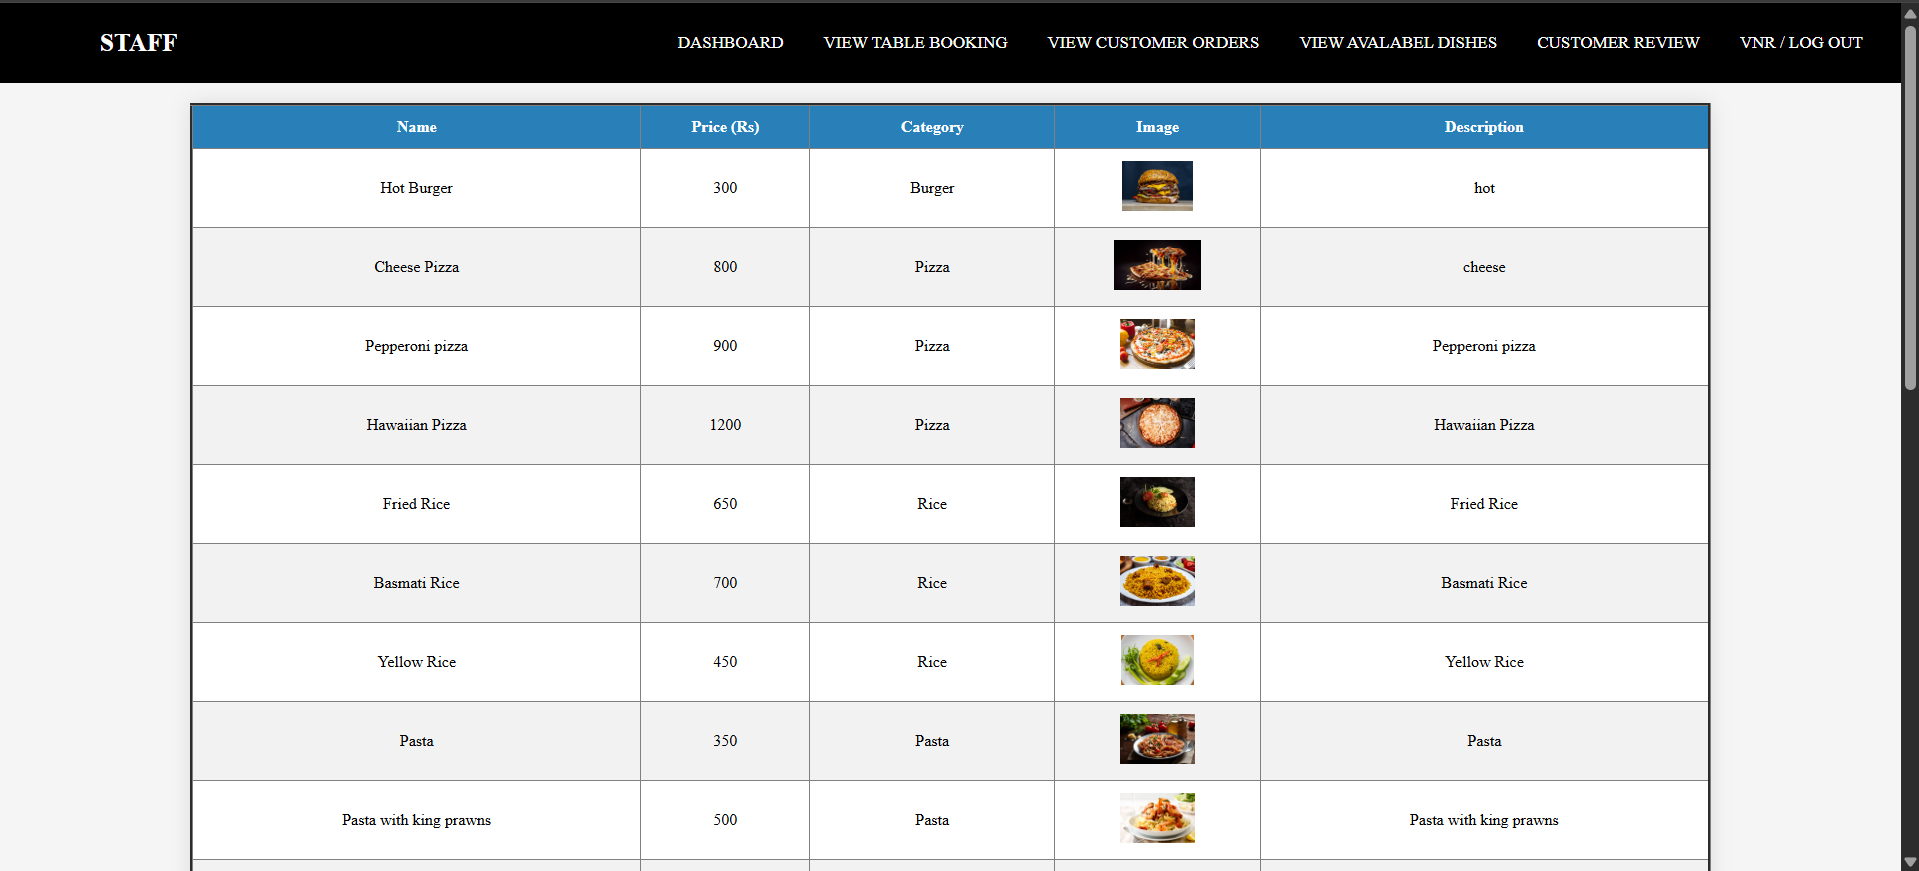 STAFF DASHBOARD VIEW TABLE BOOKING VIEW CUSTOMER ORDERS VIEW AVALABEL DISHES CUSTOMER REVIEW VNR / LOG OUT
Name Price (Rs) Category Image Description
Hot Burger 300 Burger hot
Cheese Pizza 800 Pizza cheese
Pepperoni pizza 900 Pizza Pepperoni pizza
Hawaiian Pizza 1200 Pizza Hawaiian Pizza
Fried Rice 650 Rice Fried Rice
Basmati Rice 700 Rice Basmati Rice
Yellow Rice 450 Rice Yellow Rice
Pasta 350 Pasta Pasta
Pasta with king prawns 500 Pasta Pasta with king prawns